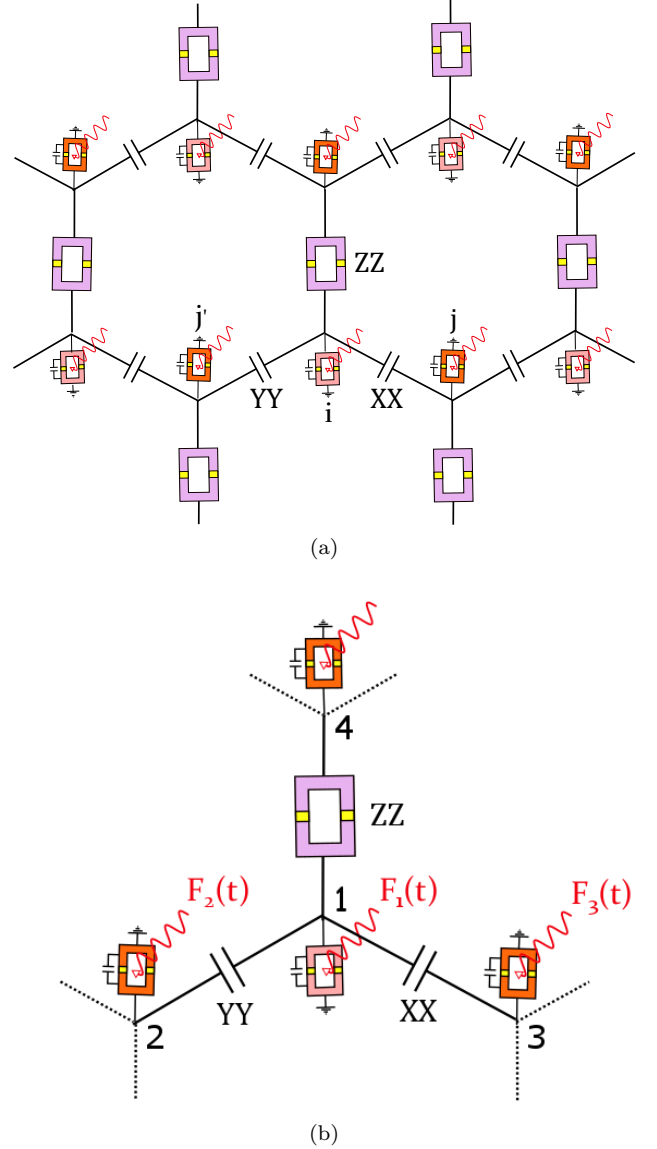 ZZ
j' j
YY XX
i
(a)
4
ZZ
F₂(t) 1 F₁(t) F₃(t)
YY XX
2 3
(b)